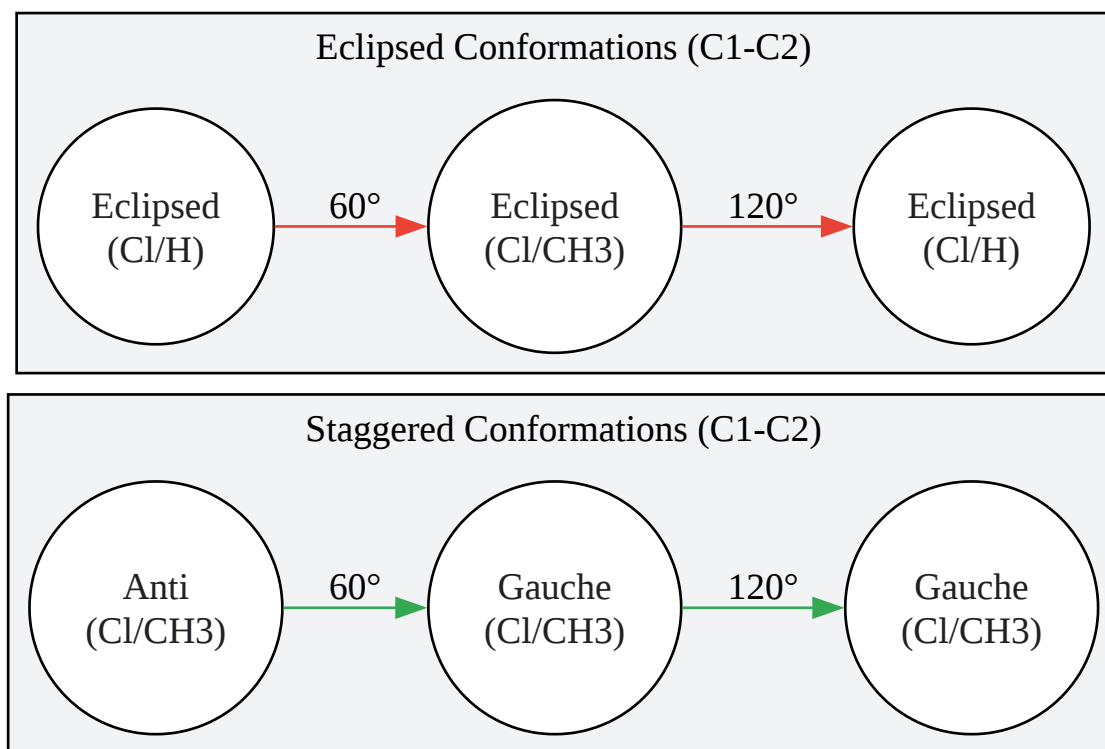 Eclipsed Conformations (C1-C2)
Eclipsed
(Cl/H)
60°
Eclipsed
(Cl/CH3)
120°
Eclipsed
(Cl/H)
Staggered Conformations (C1-C2)
Anti
(Cl/CH3)
60°
Gauche
(Cl/CH3)
120°
Gauche
(Cl/CH3)